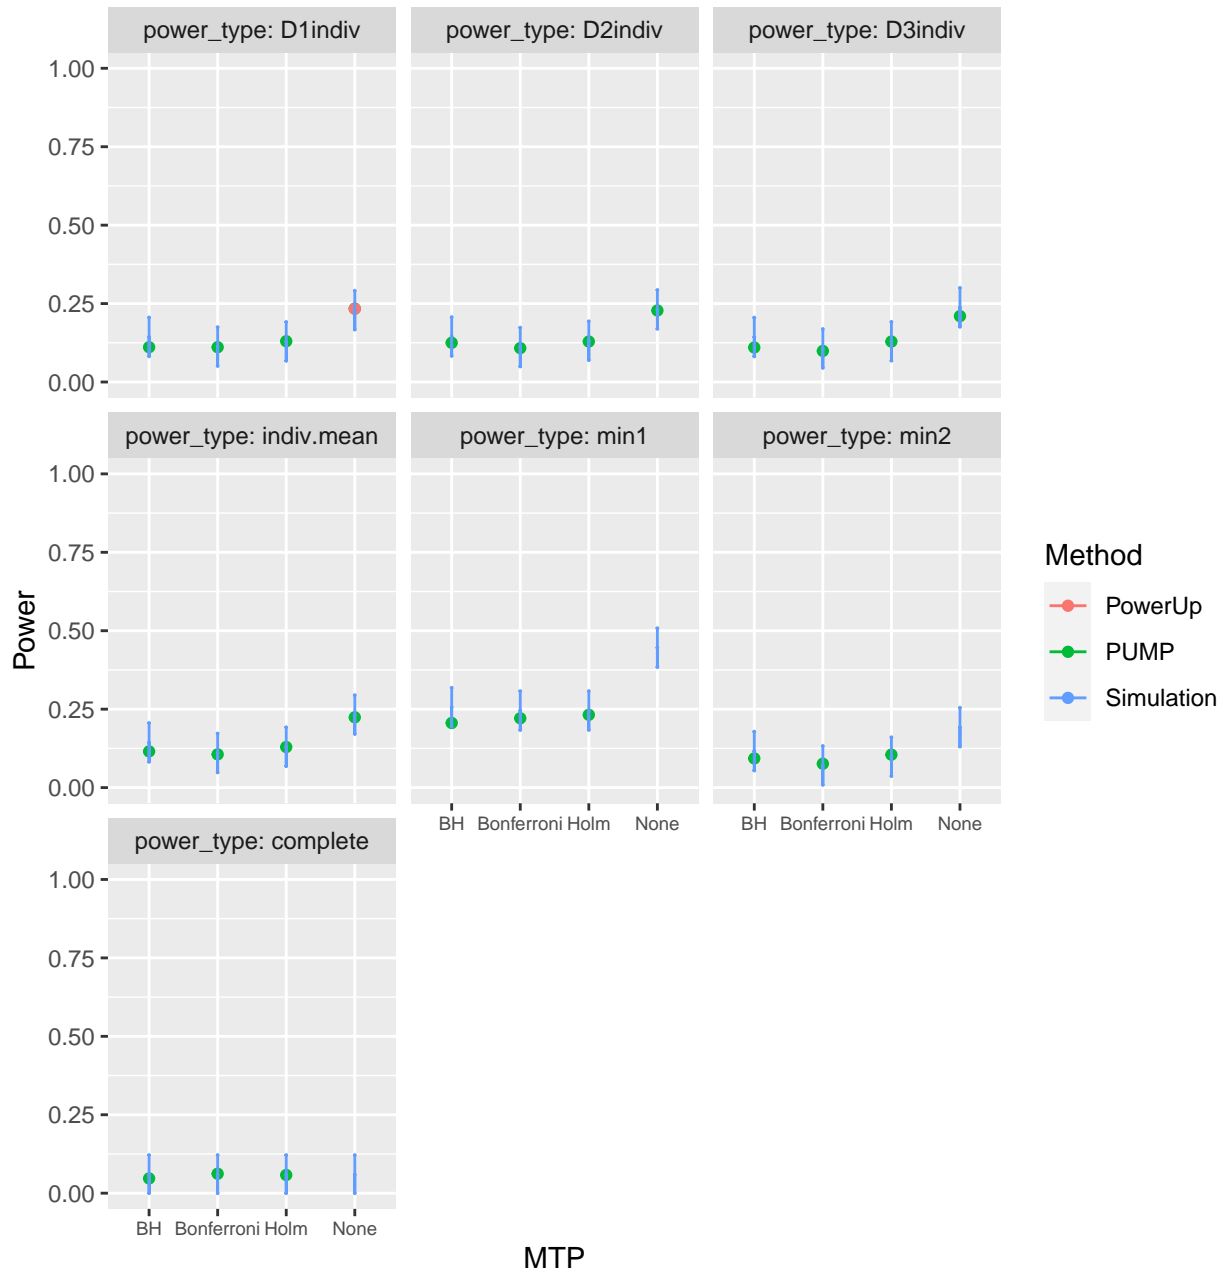 power_type: D1indiv power_type: D2indiv power_type: D3indiv
1.00
0.75
0.50
0.25
0.00
power_type: indiv.mean power_type: min1 power_type: min2
1.00
0.75
0.50
0.25
0.00
BH Bonferroni Holm None BH Bonferroni Holm None
power_type: complete
1.00
0.75
0.50
0.25
0.00
BH Bonferroni Holm None
MTP
Power
Method
PowerUp
PUMP
Simulation